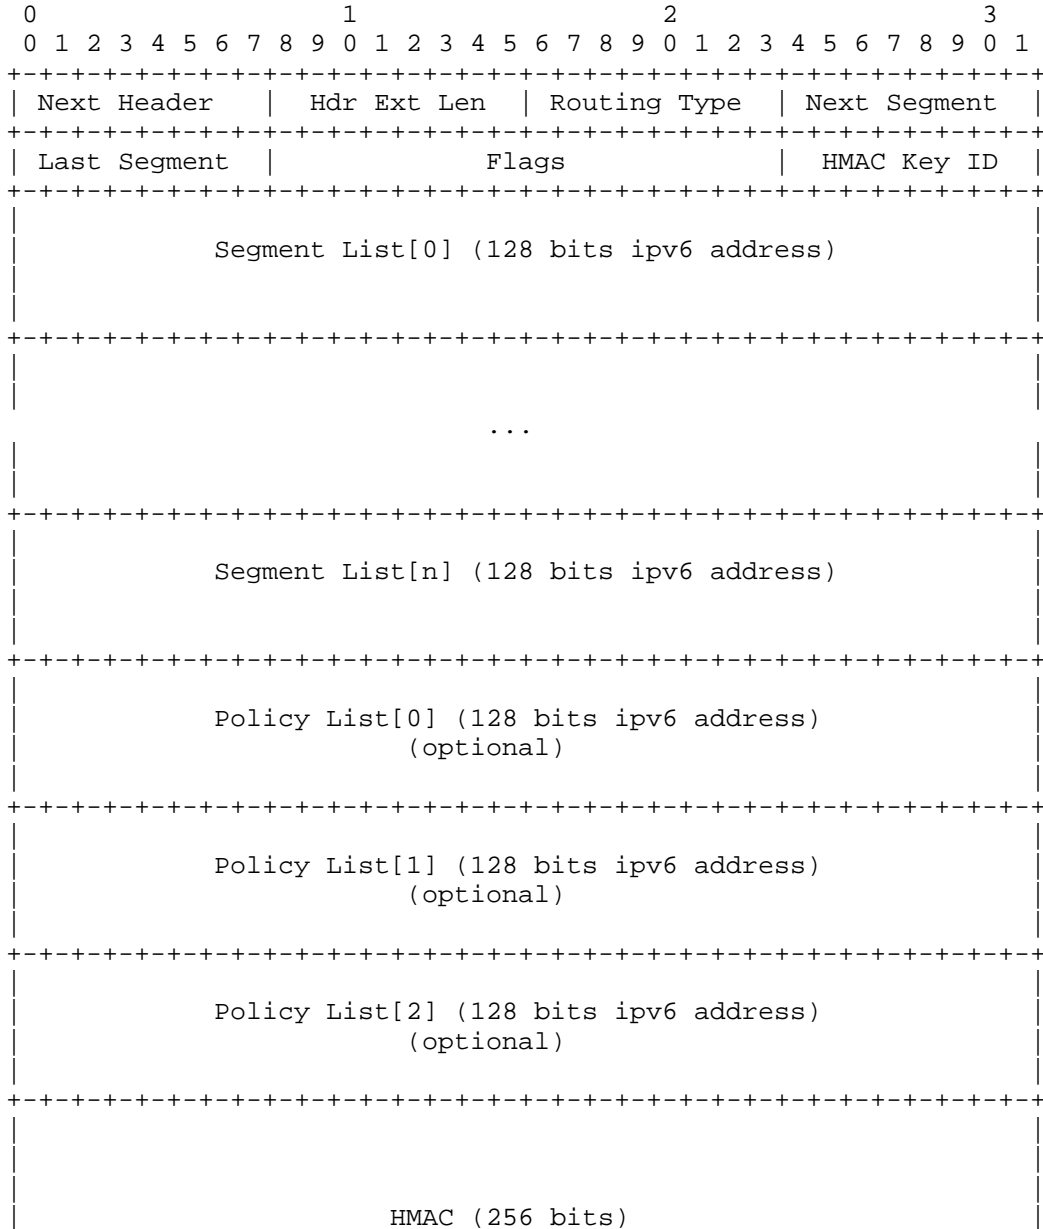 0                   1                   2                   3
 0 1 2 3 4 5 6 7 8 9 0 1 2 3 4 5 6 7 8 9 0 1 2 3 4 5 6 7 8 9 0 1
+-+-+-+-+-+-+-+-+-+-+-+-+-+-+-+-+-+-+-+-+-+-+-+-+-+-+-+-+-+-+-+-+
| Next Header   |  Hdr Ext Len  | Routing Type  | Next Segment  |
+-+-+-+-+-+-+-+-+-+-+-+-+-+-+-+-+-+-+-+-+-+-+-+-+-+-+-+-+-+-+-+-+
| Last Segment  |             Flags             |  HMAC Key ID  |
+-+-+-+-+-+-+-+-+-+-+-+-+-+-+-+-+-+-+-+-+-+-+-+-+-+-+-+-+-+-+-+-+
|                                                               |
|            Segment List[0] (128 bits ipv6 address)            |
|                                                               |
|                                                               |
+-+-+-+-+-+-+-+-+-+-+-+-+-+-+-+-+-+-+-+-+-+-+-+-+-+-+-+-+-+-+-+-+
|                                                               |
|                                                               |
                              ...
|                                                               |
|                                                               |
+-+-+-+-+-+-+-+-+-+-+-+-+-+-+-+-+-+-+-+-+-+-+-+-+-+-+-+-+-+-+-+-+
|                                                               |
|            Segment List[n] (128 bits ipv6 address)            |
|                                                               |
|                                                               |
+-+-+-+-+-+-+-+-+-+-+-+-+-+-+-+-+-+-+-+-+-+-+-+-+-+-+-+-+-+-+-+-+
|                                                               |
|            Policy List[0] (128 bits ipv6 address)             |
|                        (optional)                             |
|                                                               |
+-+-+-+-+-+-+-+-+-+-+-+-+-+-+-+-+-+-+-+-+-+-+-+-+-+-+-+-+-+-+-+-+
|                                                               |
|            Policy List[1] (128 bits ipv6 address)             |
|                        (optional)                             |
|                                                               |
+-+-+-+-+-+-+-+-+-+-+-+-+-+-+-+-+-+-+-+-+-+-+-+-+-+-+-+-+-+-+-+-+
|                                                               |
|            Policy List[2] (128 bits ipv6 address)             |
|                        (optional)                             |
|                                                               |
+-+-+-+-+-+-+-+-+-+-+-+-+-+-+-+-+-+-+-+-+-+-+-+-+-+-+-+-+-+-+-+-+
|                                                               |
|                                                               |
|                                                               |
|                       HMAC (256 bits)                         |